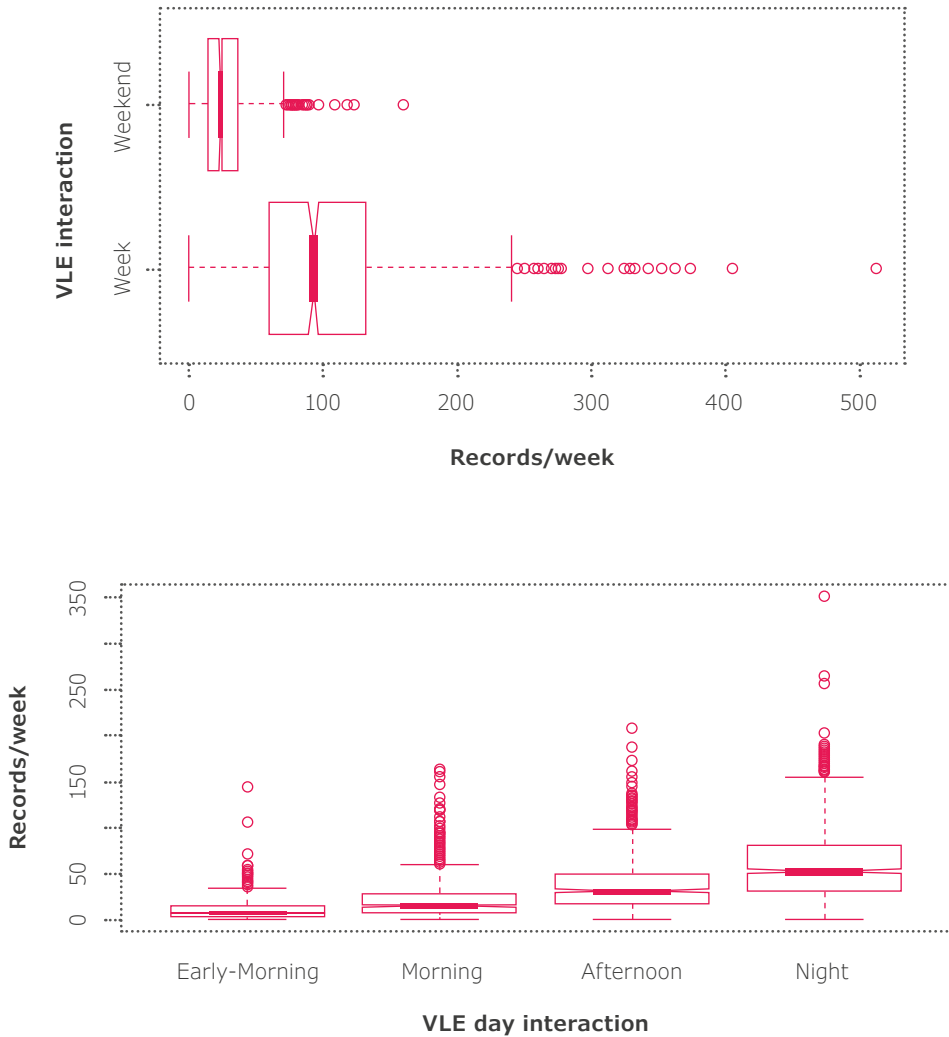 VLE interaction
Weekend
Week
0 100 200 300 400 500
Records/week
Records/week
350
250
150
50
0
Early-Morning Morning Afternoon Night
VLE day interaction